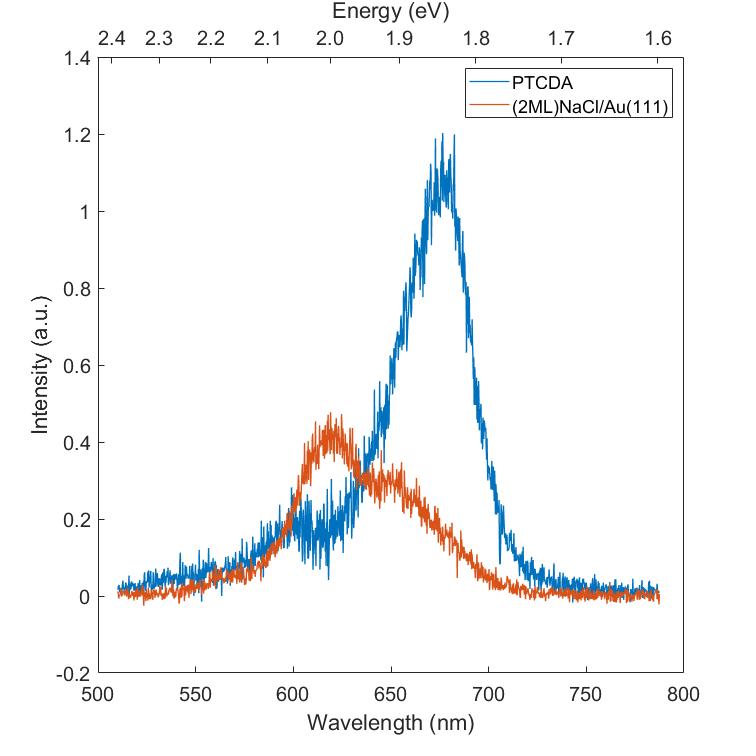 Energy (eV)
2.4 2.3 2.2 2.1 2.0 1.9 1.8 1.7 1.6
1.4
PTCDA
(2ML)NaCl/Au(111)
1.2
1
0.8
0.6
Intensity (a.u.)
0.4
0.2
0
-0.2
500 550 600 650 700 750 800
Wavelength (nm)